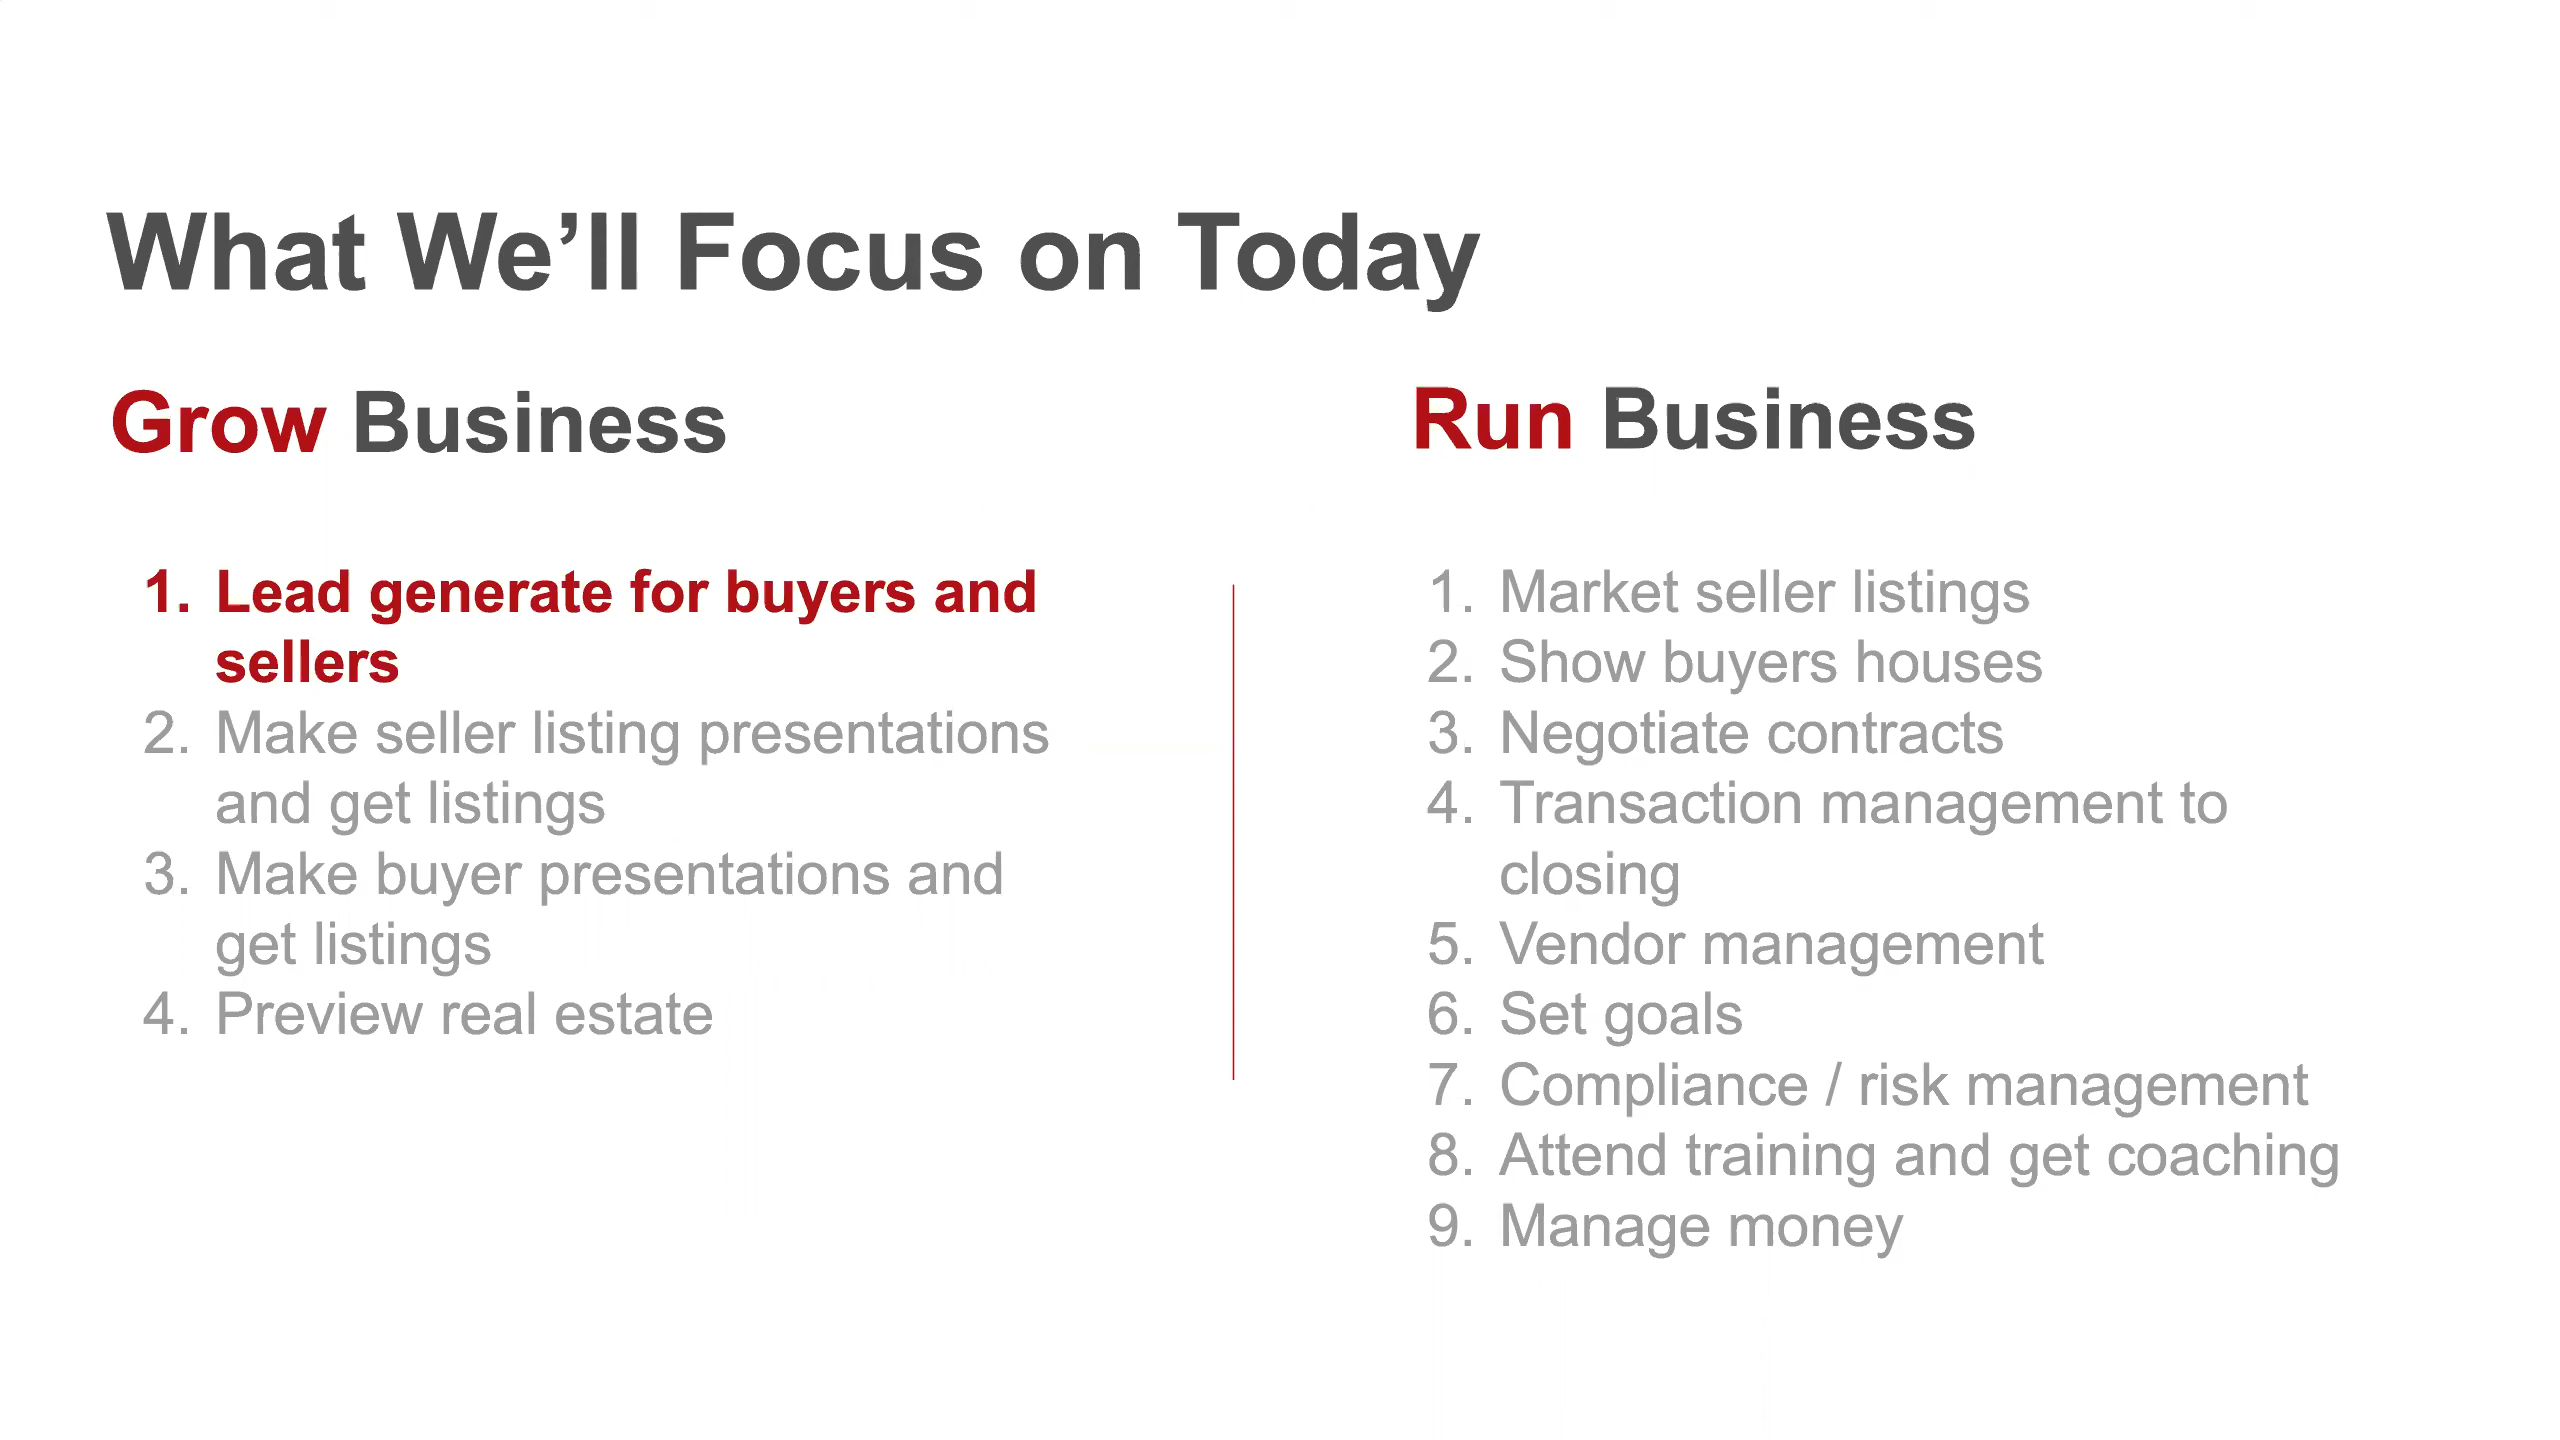 What We’ll Focus on Today
Grow Business
1. Lead generate for buyers and
sellers
2. Make seller listing presentations
and get listings
3. Make buyer presentations and
get listings
4. Preview real estate
Run Business
1. Market seller listings
2. Show buyers houses
3. Negotiate contracts
4. Transaction management to
closing
5. Vendor management
6. Set goals
7. Compliance / risk management
8. Attend training and get coaching
9. Manage money